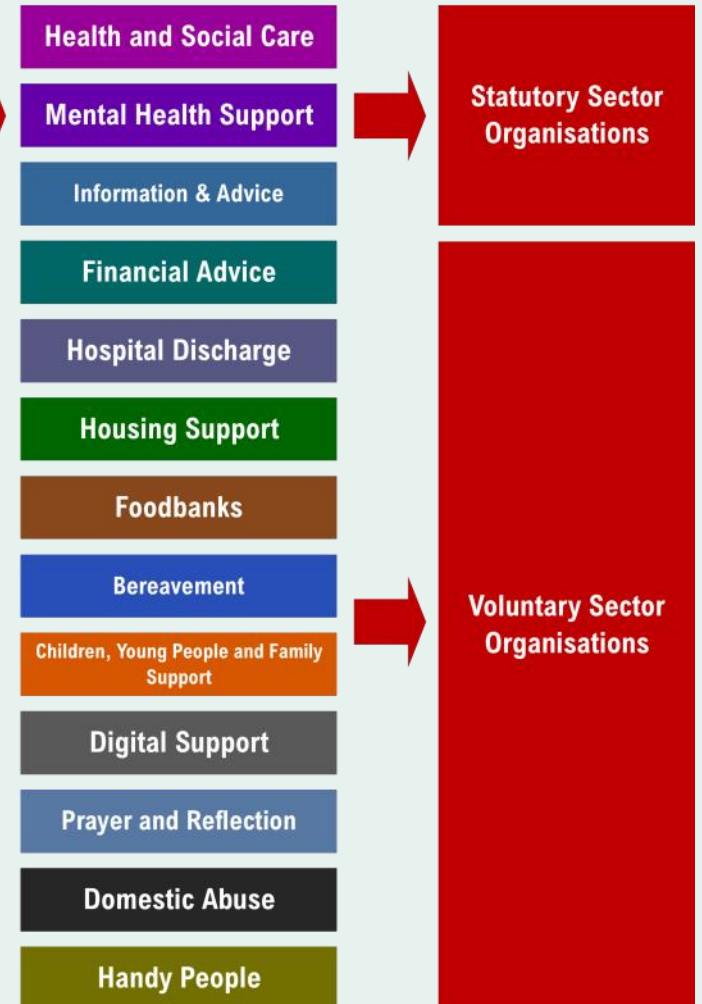 Health and Social Care
Mental Health Support
Information & Advice
Financial Advice
Hospital Discharge
Housing Support
Foodbanks
Bereavement
Children, Young People and Family
Support
Digital Support
Prayer and Reflection
Domestic Abuse
Handy People
Statutory Sector
Organisations
Voluntary Sector
Organisations